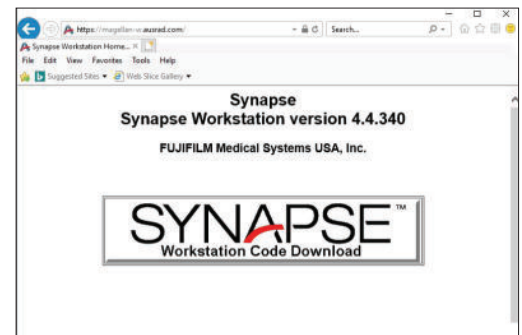 https://magellan-w.ausrad.com/
Search...
Synapse Workstation Home...
File Edit View Favorites Tools Help
Suggested Sites Web Slice Gallery
Synapse
Synapse Workstation version 4.4.340
FUJIFILM Medical Systems USA, Inc.
SYNAPSE™
Workstation Code Download